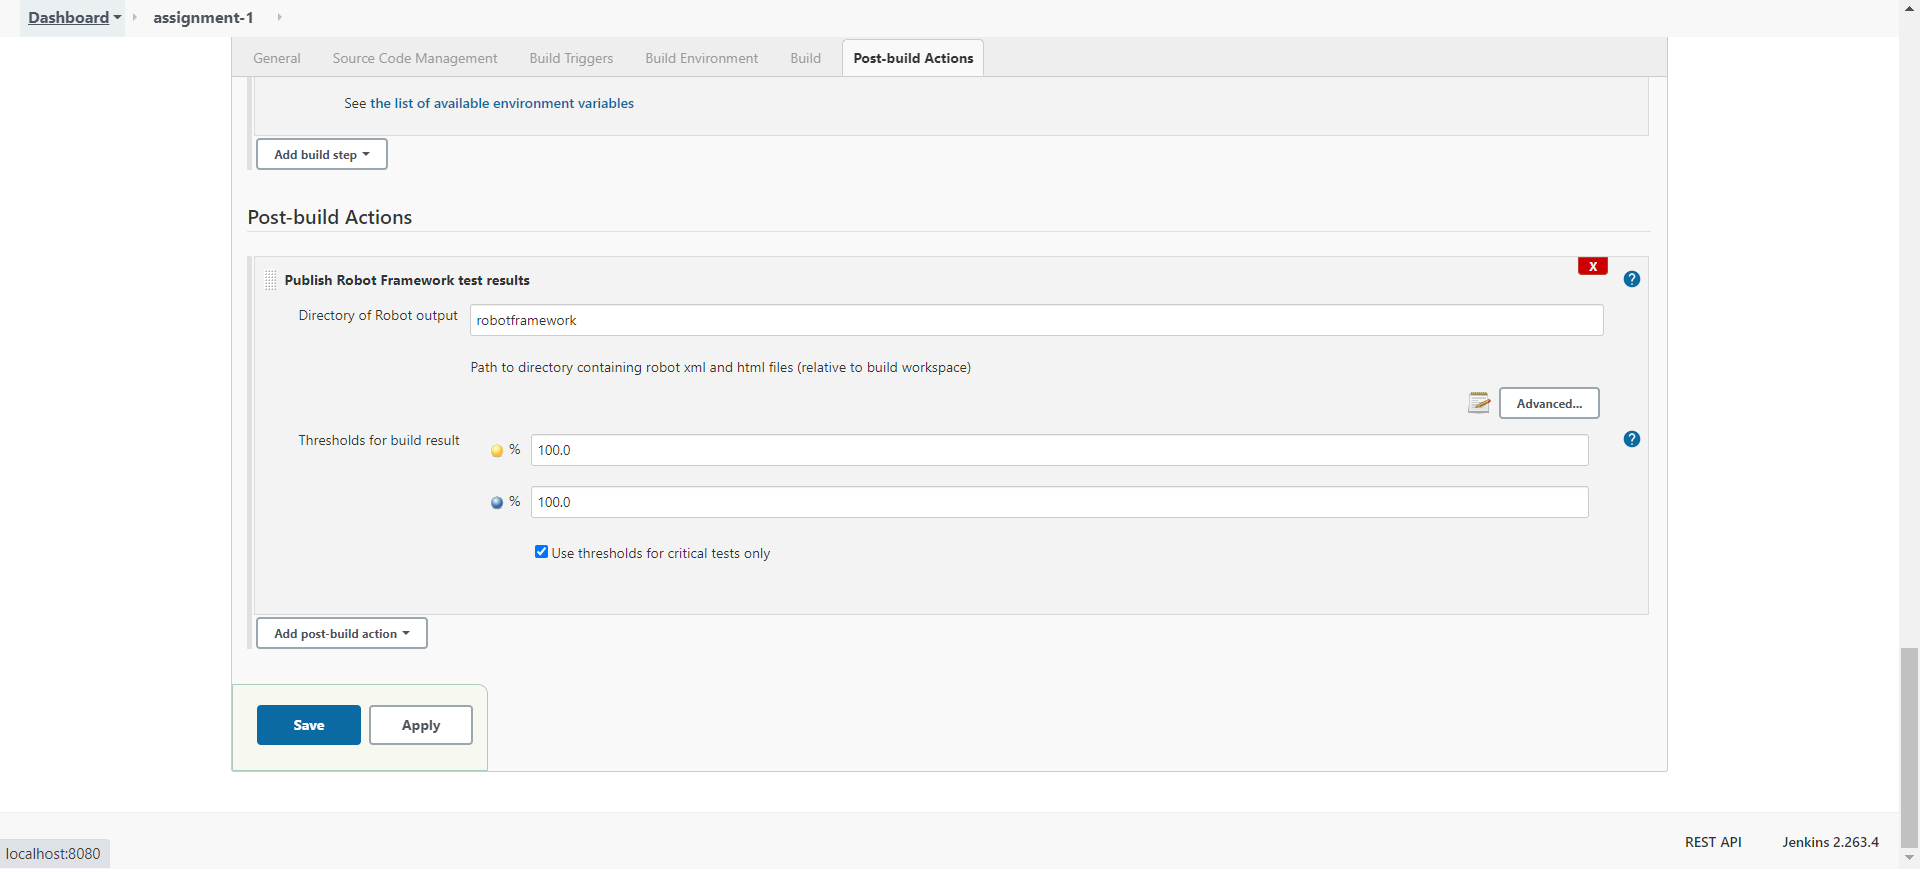 Dashboard assignment-1
General Source Code Management Build Triggers Build Environment Build Post-build Actions
See the list of available environment variables
Add build step
Post-build Actions
X
Publish Robot Framework test results ?
Directory of Robot output robotframework
Path to directory containing robot xml and html files (relative to build workspace)
Advanced...
Thresholds for build result ?
% 100.0
% 100.0
Use thresholds for critical tests only
Add post-build action
Save Apply
REST API Jenkins 2.263.4
localhost:8080